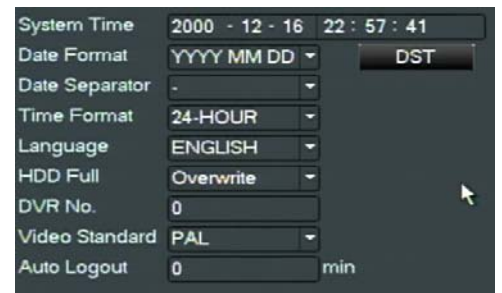 System Time 2000 - 12 - 16 22 : 57 : 41
Date Format YYYY MM DD DST
Date Separator -
Time Format 24-HOUR
Language ENGLISH
HDD Full Overwrite
DVR No. 0
Video Standard PAL
Auto Logout 0 min